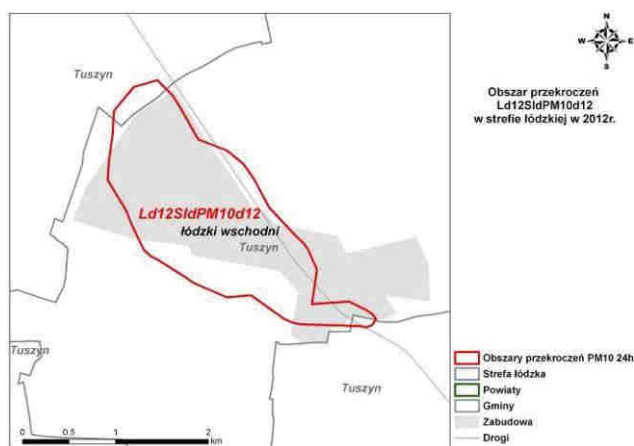 Tuszyn
N
W
E
S
Obszar przekroczeń
Ld12SldPM10d12
w strefie łódzkiej w 2012r.
Ld12SldPM10d12
łódzki wschodni
Tuszyn
Tuszyn
Tuszyn
0 0,5 1 2
km
Obszary przekroczeń PM10 24h
Strefa łódzka
Powiaty
Gminy
Zabudowa
Drogi